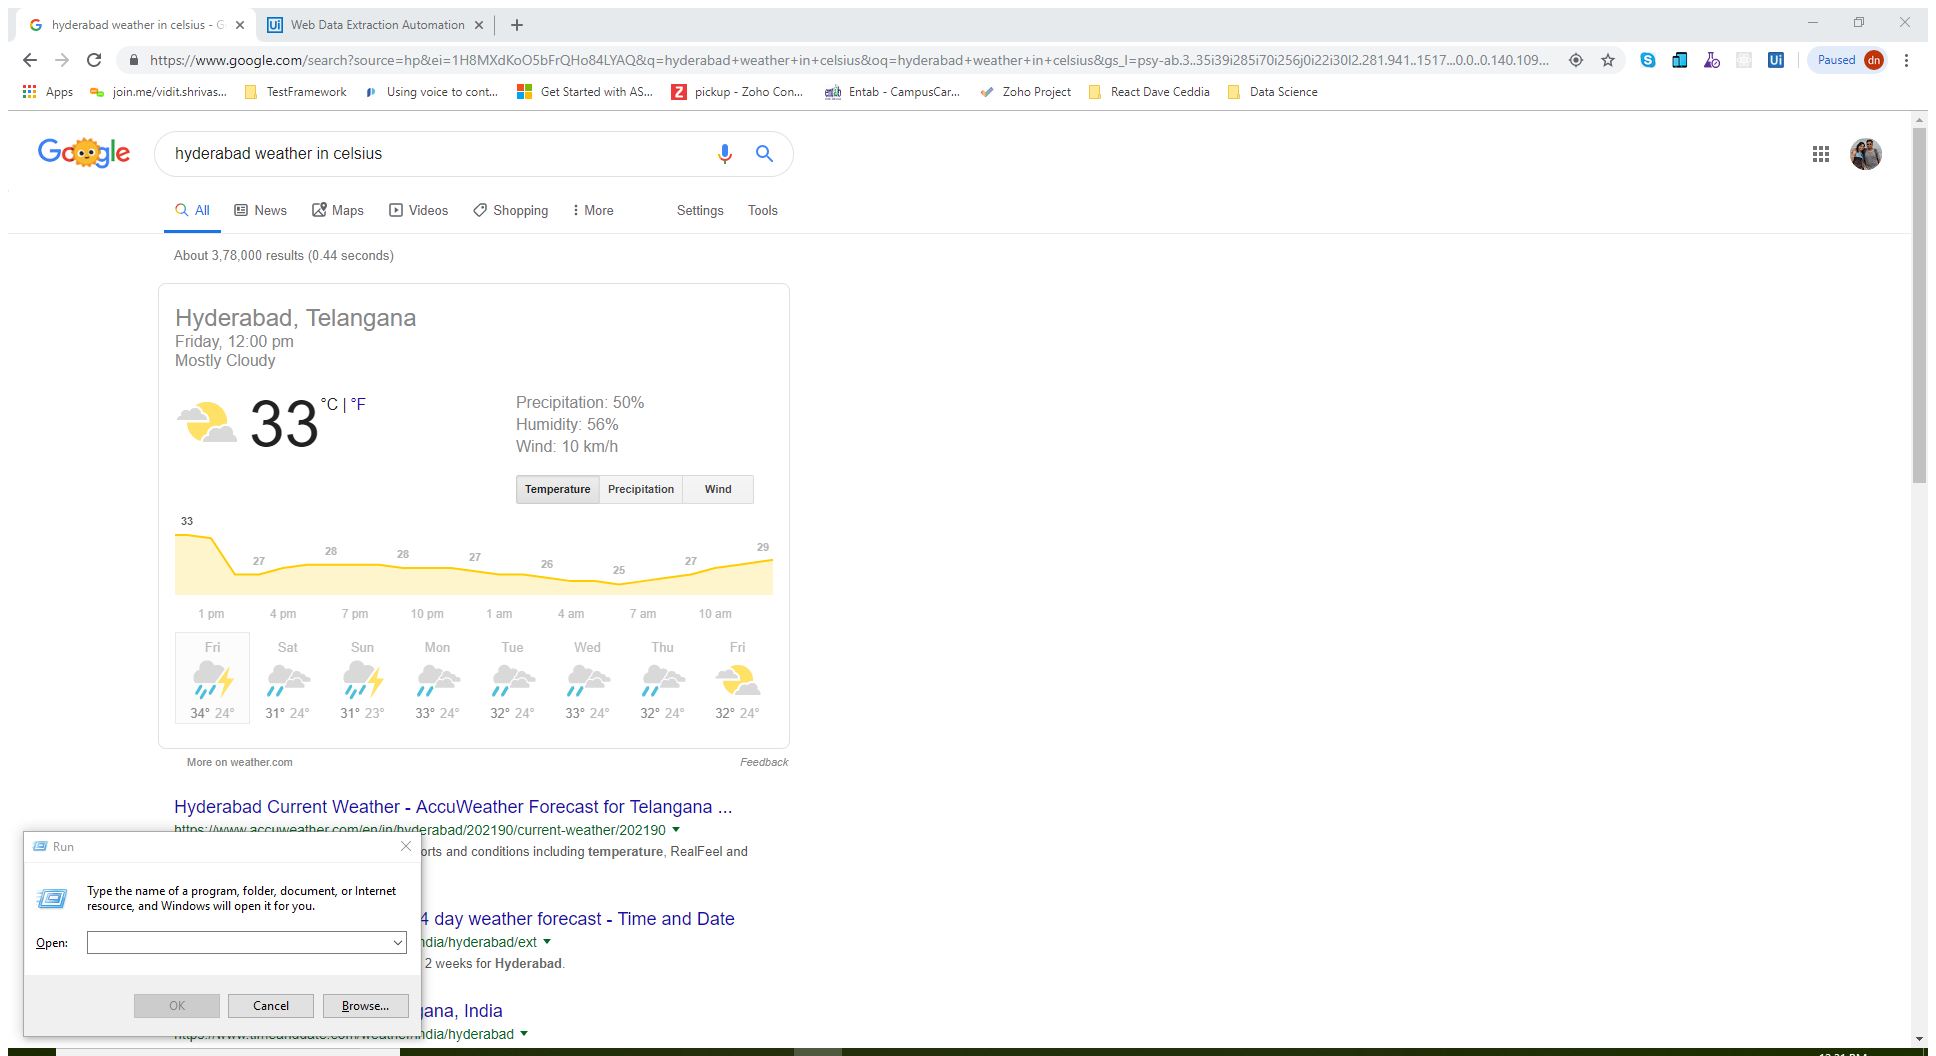 hyderabad weather in celsius - G
Web Data Extraction Automation
https://www.google.com/search?source=hp&ei=1H8MXdKoO5bFrQHo84LYAQ&q=hyderabad+weather+in+celsius&oq=hyderabad+weather+in+celsius&gs_l=psy-ab.3..35i39i285i70i256j0i22i30l2.281.941..1517...0.0..0.140.109...
Paused dn
Apps join.me/vidit.shrivas... TestFramework Using voice to cont... Get Started with AS... pickup - Zoho Con... Entab - CampusCar... Zoho Project React Dave Ceddia Data Science
Google
hyderabad weather in celsius
All News Maps Videos Shopping More Settings Tools
About 3,78,000 results (0.44 seconds)
Hyderabad, Telangana
Friday, 12:00 pm
Mostly Cloudy
33 °C | °F
Precipitation: 50%
Humidity: 56%
Wind: 10 km/h
Temperature Precipitation Wind
33 27 28 28 27 26 25 27 29
1 pm 4 pm 7 pm 10 pm 1 am 4 am 7 am 10 am
Fri Sat Sun Mon Tue Wed Thu Fri
34° 24° 31° 24° 31° 23° 33° 24° 32° 24° 33° 24° 32° 24° 32° 24°
More on weather.com Feedback
Hyderabad Current Weather - AccuWeather Forecast for Telangana ...
https://www.accuweather.com/en/in/hyderabad/202190/current-weather/202190
orts and conditions including temperature, RealFeel and
4 day weather forecast - Time and Date
ndia/hyderabad/ext
2 weeks for Hyderabad.
gana, India
https://www.timeanddate.com/weather/india/hyderabad
Run
Type the name of a program, folder, document, or Internet
resource, and Windows will open it for you.
Open:
OK Cancel Browse...